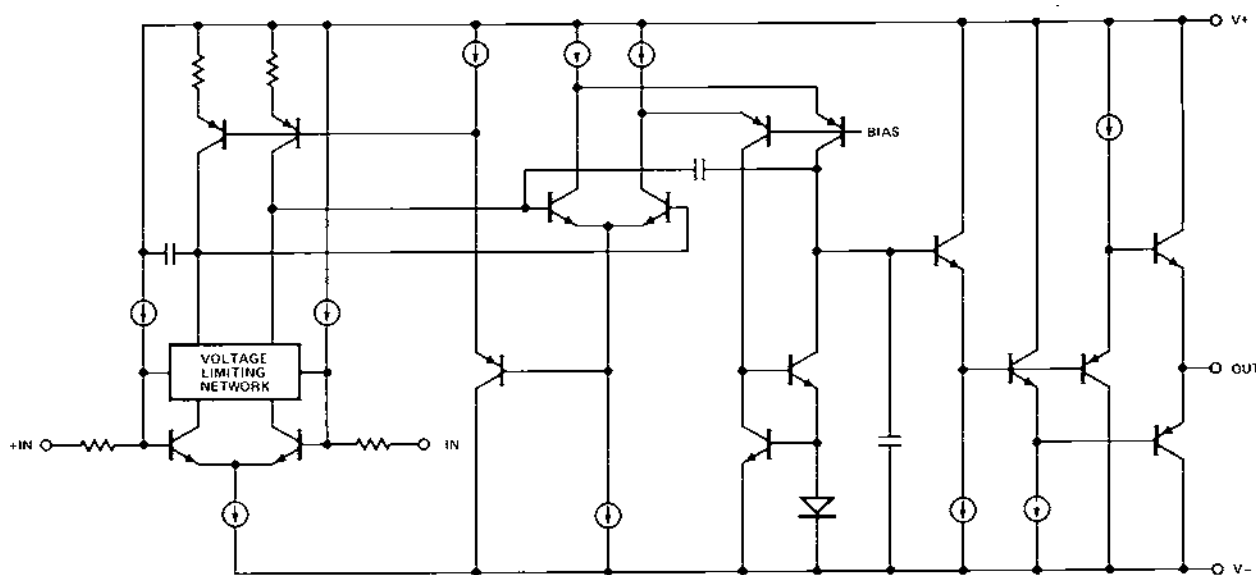 V+
BIAS
VOLTAGE
LIMITING
NETWORK
OUT
+IN
IN
V-